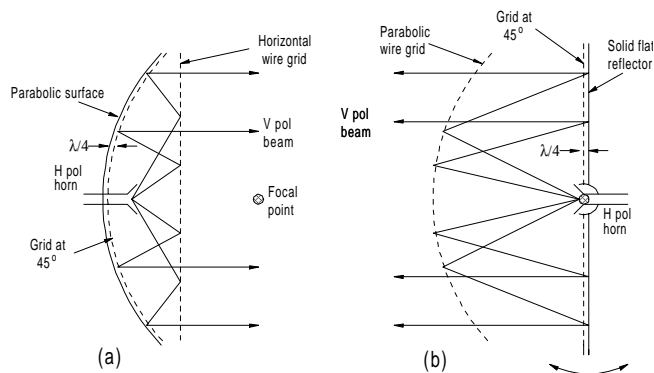 Horizontal
wire grid
Parabolic surface
λ/4
H pol
horn
V pol
beam
Focal
point
Grid at
45°
(a)
Grid at
45°
Parabolic
wire grid
Solid flat
reflector
V pol
beam
λ/4
H pol
horn
(b)